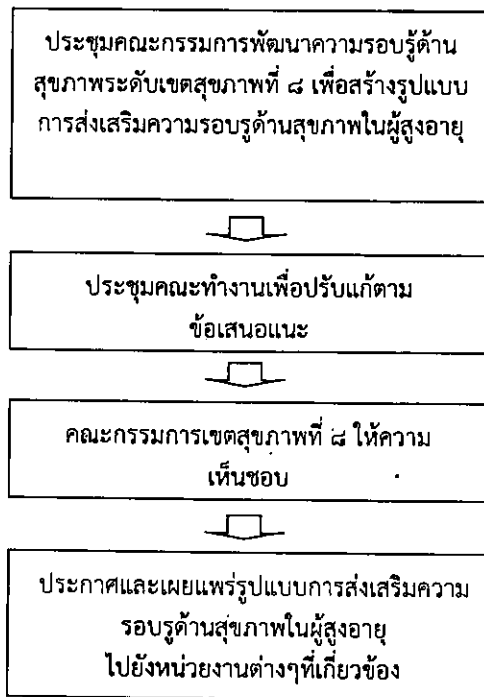 ประชุมคณะกรรมการพัฒนาความรอบรู้ด้าน
สุขภาพระดับเขตสุขภาพที่ ๘ เพื่อสร้างรูปแบบ
การส่งเสริมความรอบรูด้านสุขภาพในผู้สูงอายุ
ประชุมคณะทำงานเพื่อปรับแก้ตาม
ข้อเสนอแนะ
คณะกรรมการเขตสุขภาพที่ ๘ ให้ความ
เห็นชอบ
ประกาศและเผยแพร่รูปแบบการส่งเสริมความ
รอบรูด้านสุขภาพในผู้สูงอายุ
ไปยังหน่วยงานต่างๆที่เกี่ยวข้อง